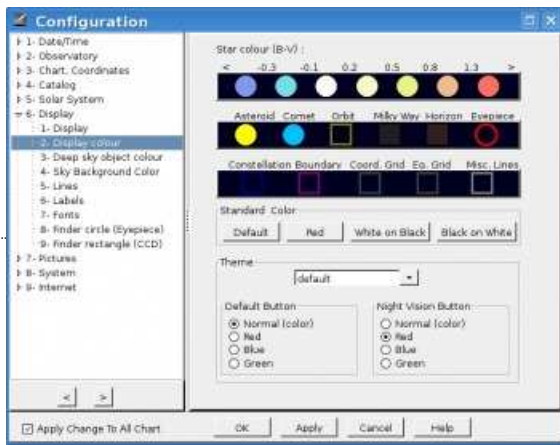 Configuration
1- Date/Time
2- Observatory
3- Chart. Coordinates
4- Catalog
5- Solar System
6- Display
1- Display
2- Display colour
3- Deep sky object colour
4- Sky Background Color
5- Lines
6- Labels
7- Fonts
8- Finder circle (Eyepiece)
9- Finder rectangle (CCD)
7- Pictures
8- System
9- Internet
< >
Apply Change To All Chart
Star colour (B-V) :
< -0.3 -0.1 0.2 0.5 0.8 1.3 >
Asteroid Comet Orbit Milky Way Horizon Eyepiece
Constellation Boundary Coord. Grid Eq. Grid Misc. Lines
Standard Color
Default Red White on Black Black on White
Theme
default
Default Button
Normal (color)
Red
Blue
Green
Night Vision Button
Normal (color)
Red
Blue
Green
OK Apply Cancel Help